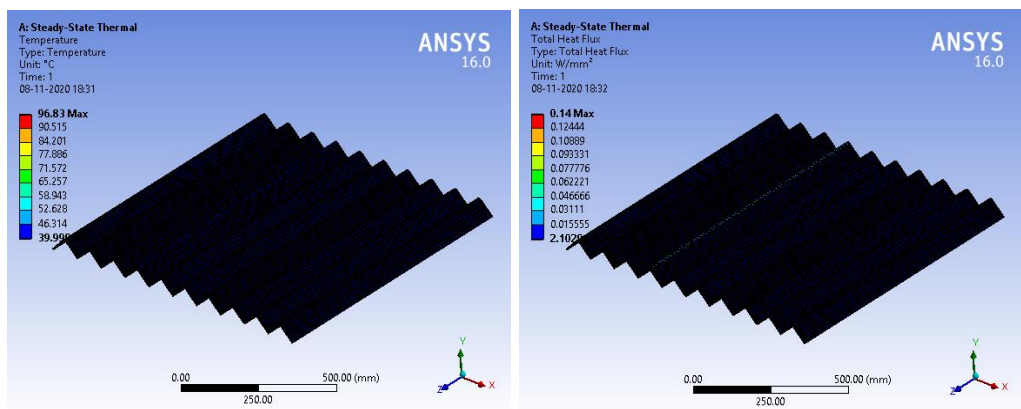 A: Steady-State Thermal
Temperature
Type: Temperature
Unit: °C
Time: 1
08-11-2020 18:31
ANSYS
16.0
96.83 Max
90.515
84.201
77.886
71.572
65.257
58.943
52.628
46.314
39.999
0.00
500.00 (mm)
250.00
Y
Z
X
A: Steady-State Thermal
Total Heat Flux
Type: Total Heat Flux
Unit: W/mm²
Time: 1
08-11-2020 18:32
ANSYS
16.0
0.14 Max
0.12444
0.10889
0.093331
0.077776
0.062221
0.046666
0.03111
0.015555
0.00
500.00 (mm)
250.00
Y
Z
X